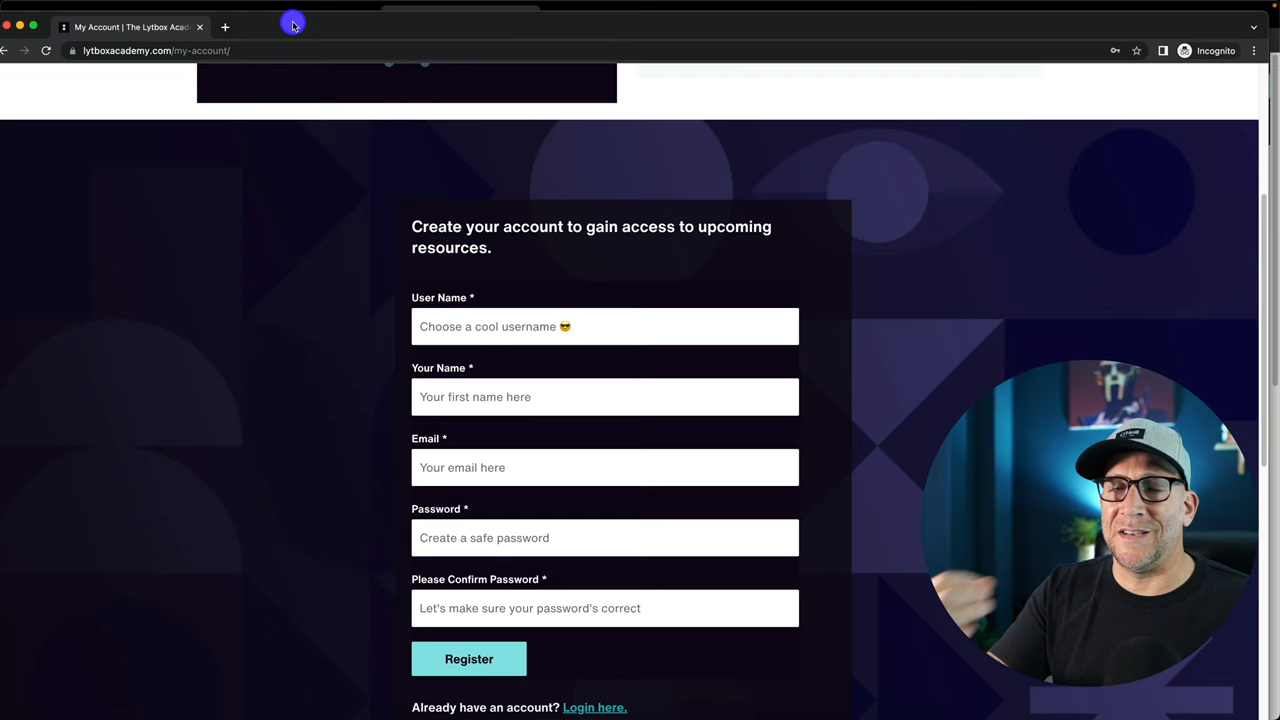 My Account | The Lytbox Acad
lytboxacademy.com/my-account/
Incognito
Create your account to gain access to upcoming
resources.
User Name *
Choose a cool username 😎
Your Name *
Your first name here
Email *
Your email here
Password *
Create a safe password
Please Confirm Password *
Let's make sure your password's correct
Register
Already have an account? Login here.